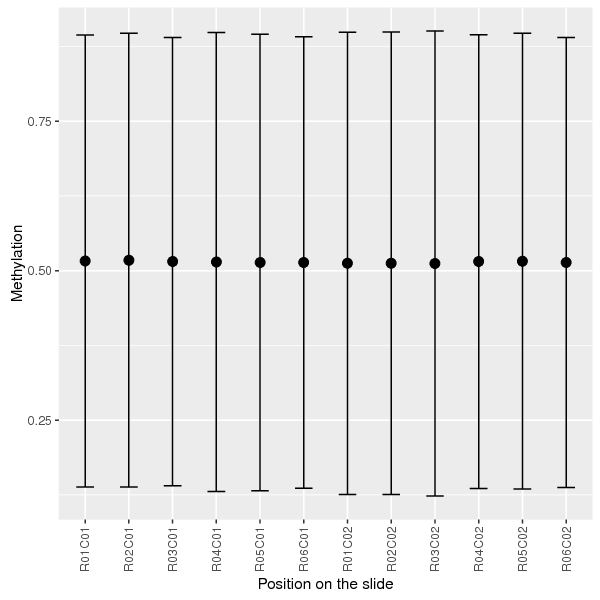 Methylation
0.75
0.50
0.25
R01C01 R02C01 R03C01 R04C01 R05C01 R06C01 R01C02 R02C02 R03C02 R04C02 R05C02 R06C02
Position on the slide